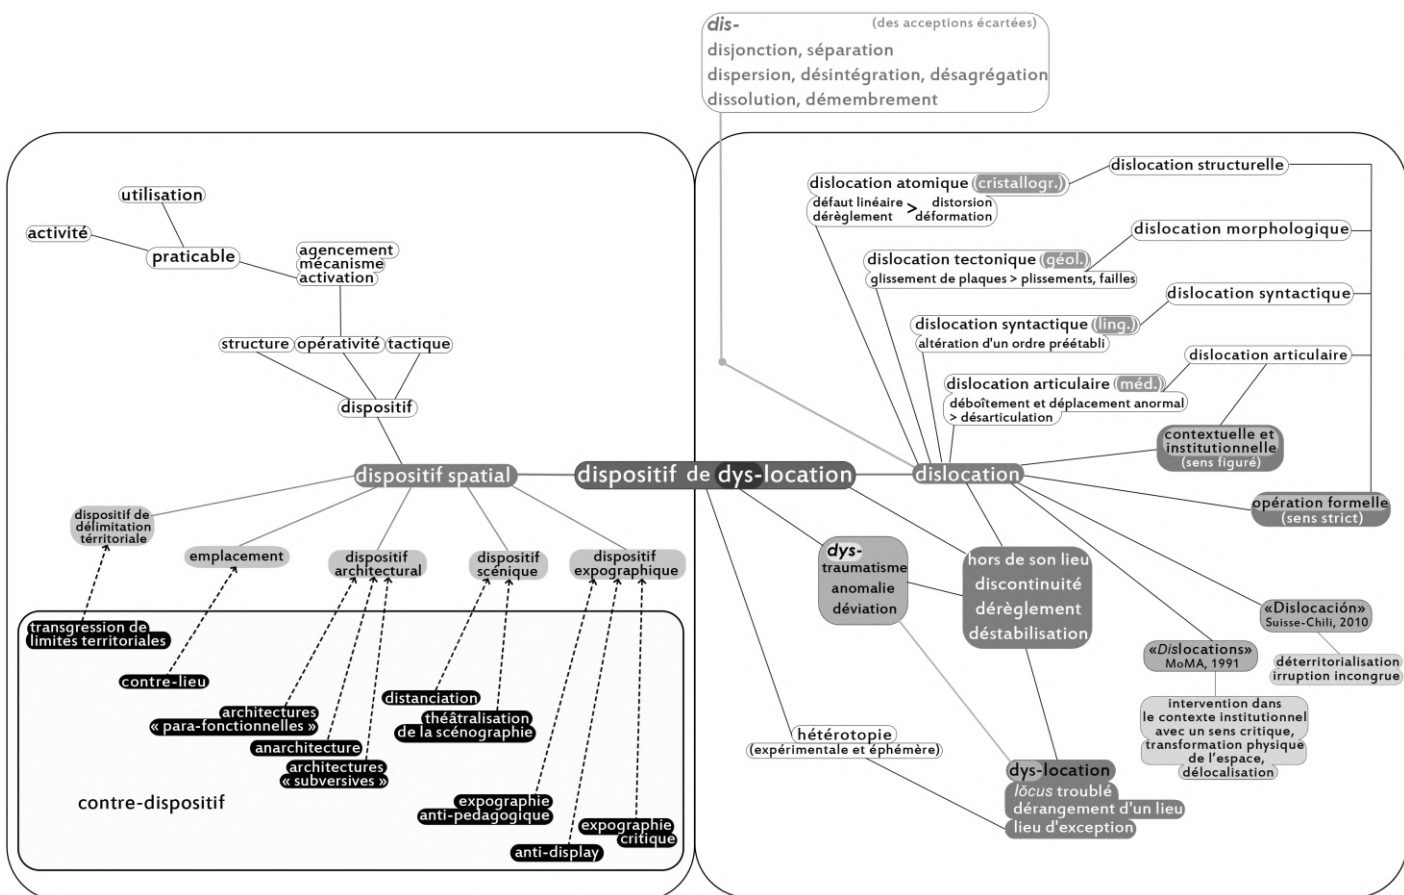 dis- (des acceptions écartées)
disjonction, séparation
dispersion, désintégration, désagrégation
dissolution, démembrement
utilisation
activité
praticable
agencement
mécanisme
activation
structure opérativité tactique
dispositif
dispositif spatial
dispositif de
délimitation
térritoriale
emplacement
dispositif
architectural
dispositif
scénique
dispositif
expographique
transgression de
limites territoriales
contre-lieu
architectures
« para-fonctionnelles »
anarchitecture
architectures
« subversives »
distanciation
théâtralisation
de la scénographie
expographie
anti-pedagogique
expographie
critique
anti-display
contre-dispositif
dispositif de dys-location
dislocation atomique (cristallogr.)
défaut linéaire > distorsion
dérèglement déformation
dislocation structurelle
dislocation tectonique (géol.)
glissement de plaques > plissements, failles
dislocation morphologique
dislocation syntactique (ling.)
altération d'un ordre préétabli
dislocation syntactique
dislocation articulaire (méd.)
déboîtement et déplacement anormal
> désarticulation
dislocation articulaire
contextuelle et
institutionnelle
(sens figuré)
dislocation
opération formelle
(sens strict)
dys-
traumatisme
anomalie
déviation
hors de son lieu
discontinuité
dérèglement
déstabilisation
«Dislocación»
Suisse-Chili, 2010
déterritorialisation
irruption incongrue
«Dislocations»
MoMA, 1991
intervention dans
le contexte institutionnel
avec un sens critique,
transformation physique
de l'espace,
délocalisation
hétérotopie
(expérimentale et éphémère)
dys-location
lŏcus troublé
dérangement d'un lieu
lieu d'exception